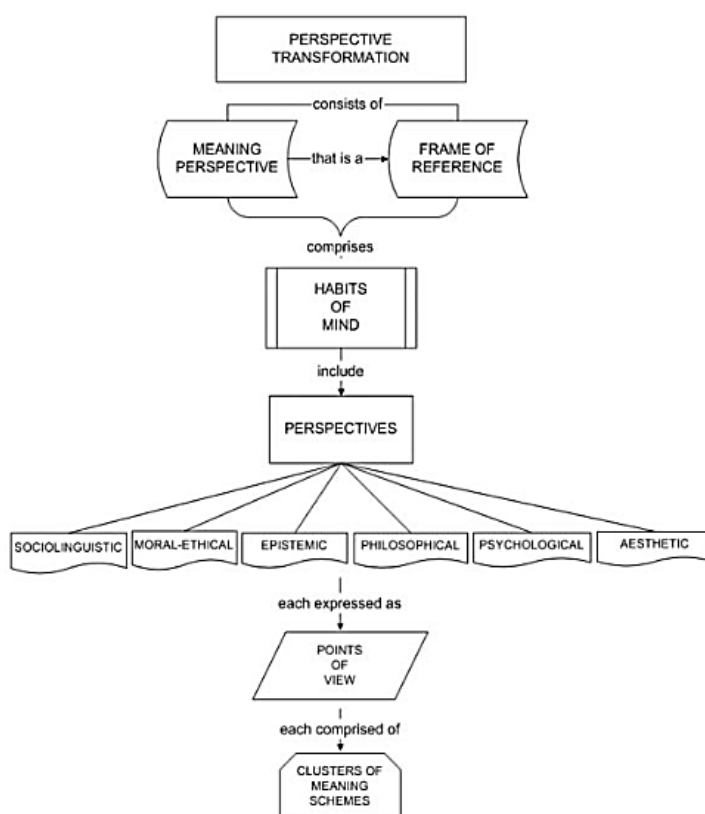 PERSPECTIVE
TRANSFORMATION
consists of
MEANING
PERSPECTIVE
that is a
FRAME OF
REFERENCE
comprises
HABITS
OF
MIND
include
PERSPECTIVES
SOCIOLINGUISTIC
MORAL-ETHICAL
EPISTEMIC
PHILOSOPHICAL
PSYCHOLOGICAL
AESTHETIC
each expressed as
POINTS
OF
VIEW
each comprised of
CLUSTERS OF
MEANING
SCHEMES